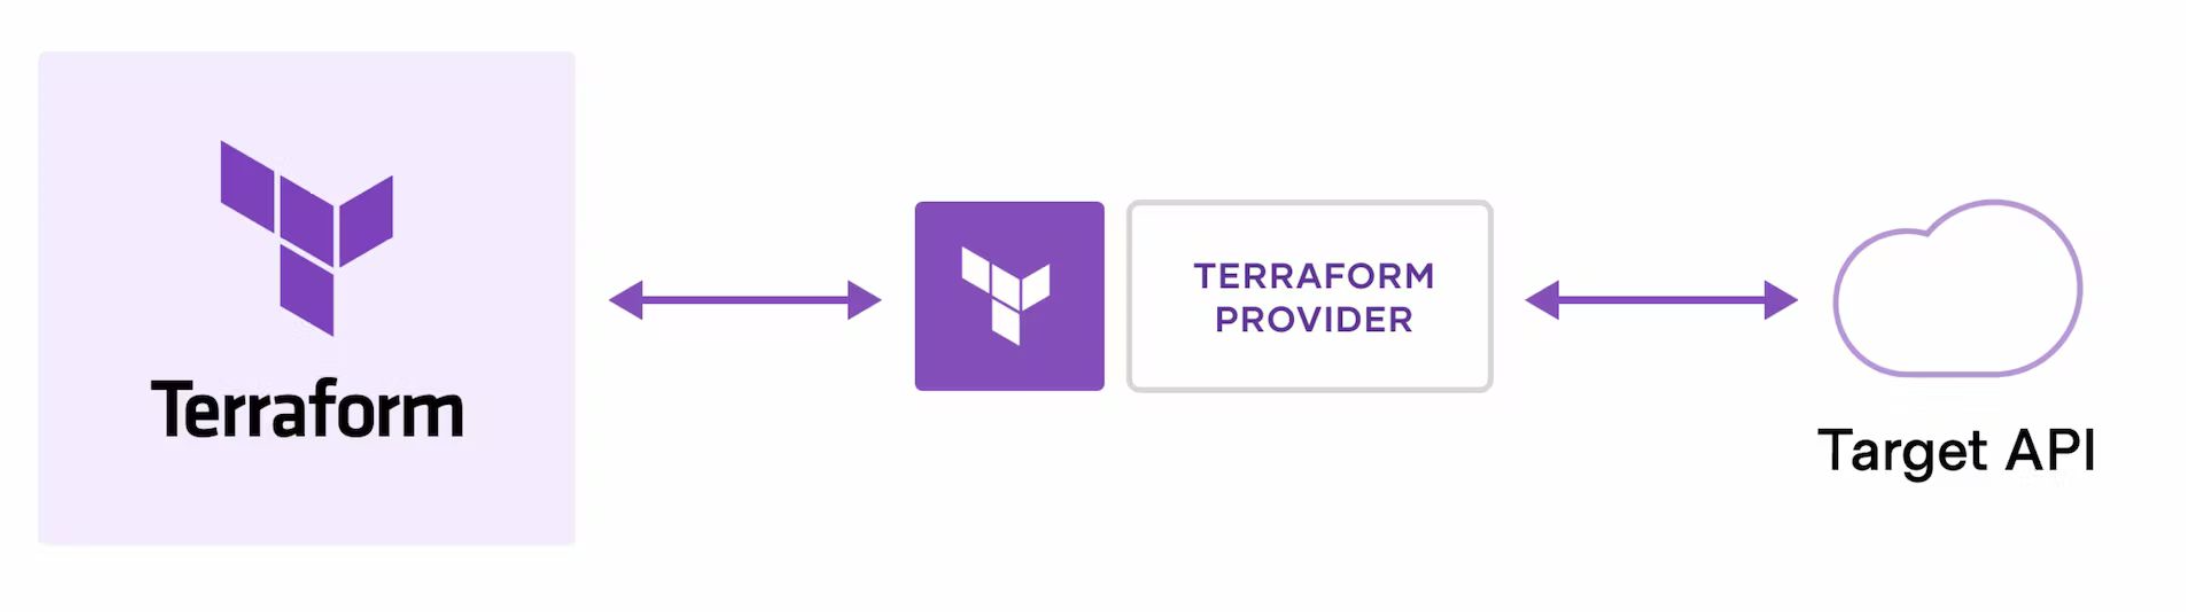 Terraform
TERRAFORM
PROVIDER
Target API